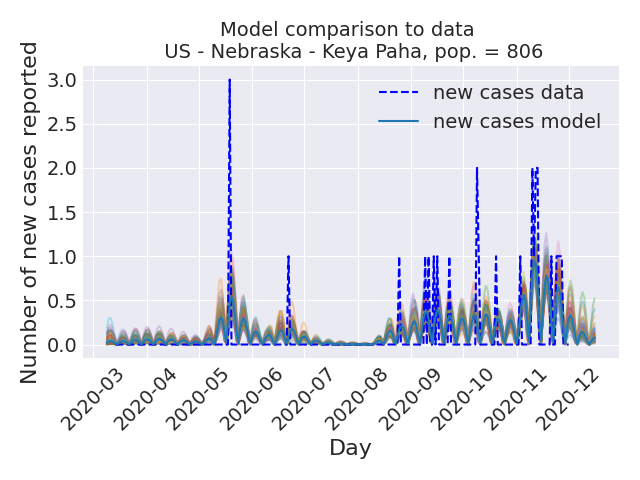 Model comparison to data
US - Nebraska - Keya Paha, pop. = 806
Number of new cases reported
3.0
2.5
2.0
1.5
1.0
0.5
0.0
new cases data
new cases model
2020-03
2020-04
2020-05
2020-06
2020-07
2020-08
2020-09
2020-10
2020-11
2020-12
Day